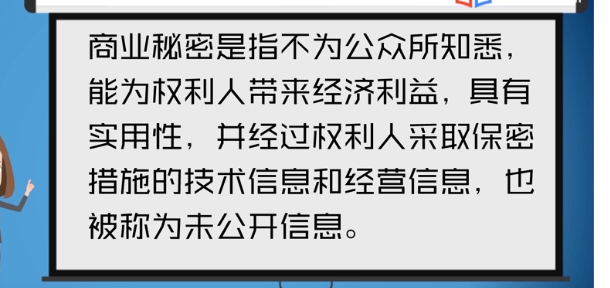 商业秘密是指不为公众所知悉，
能为权利人带来经济利益，具有
实用性，并经过权利人采取保密
措施的技术信息和经营信息，也
被称为未公开信息。